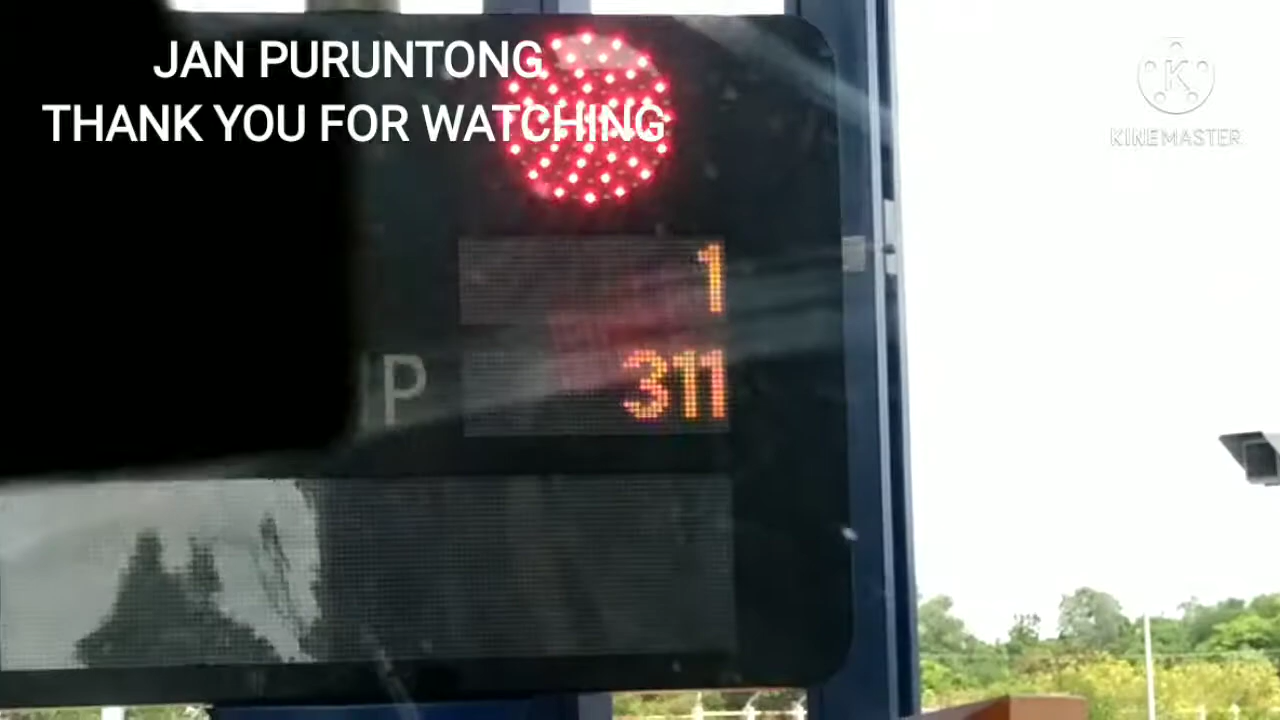 JAN PURUNTONG
THANK YOU FOR WATCHING
K
KINEMASTER
1
P 311